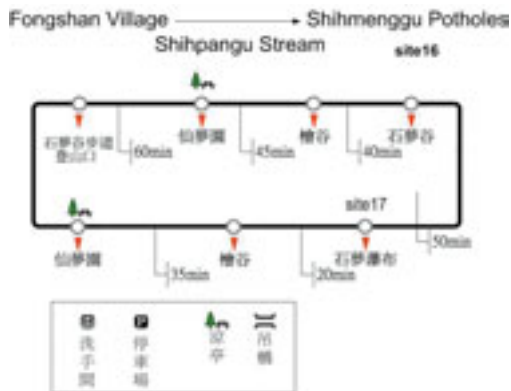 Fongshan Village
Shihmenggu Potholes
Shihpangu Stream
site16
石夢谷步道
登山口
60min
仙夢園
45min
檜谷
40min
石夢谷
site17
50min
仙夢園
35min
檜谷
20min
石夢瀑布
洗手間
P
停車場
涼亭
吊橋